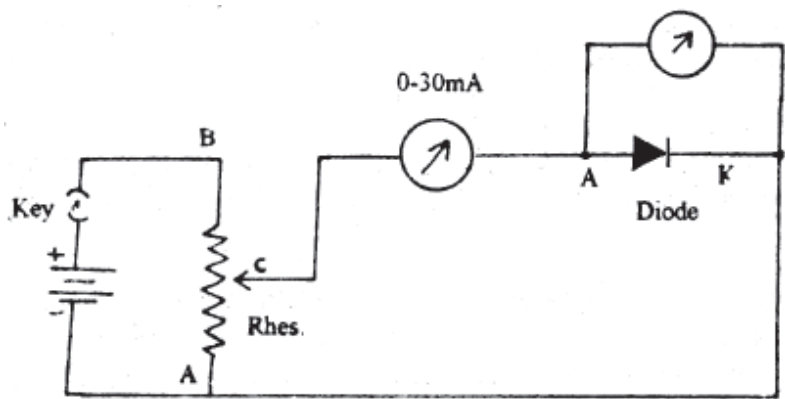 0-30mA
B
Key
+
A
K
Diode
C
Rhes.
-
A